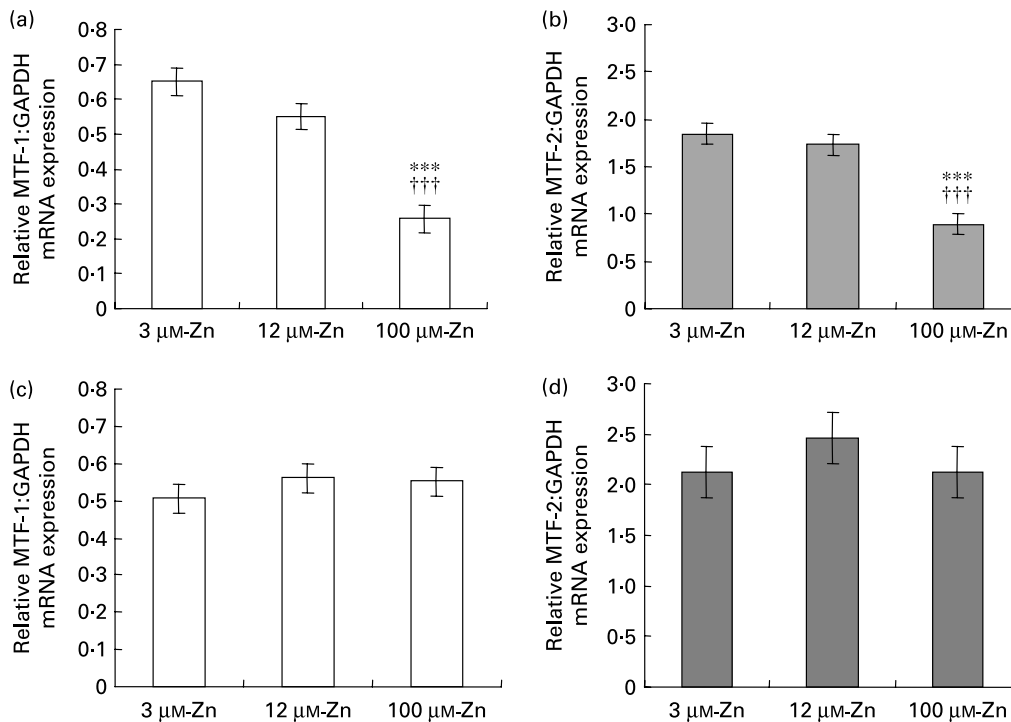 (a)
Relative MTF-1:GAPDH
mRNA expression
0·8
0·7
0·6
0·5
0·4
0·3
0·2
0·1
0
***
†††
3 μM-Zn
12 μM-Zn
100 μM-Zn
(b)
Relative MTF-2:GAPDH
mRNA expression
3·0
2·5
2·0
1·5
1·0
0·5
0
***
†††
3 μM-Zn
12 μM-Zn
100 μM-Zn
(c)
Relative MTF-1:GAPDH
mRNA expression
0·8
0·7
0·6
0·5
0·4
0·3
0·2
0·1
0
3 μM-Zn
12 μM-Zn
100 μM-Zn
(d)
Relative MTF-2:GAPDH
mRNA expression
3·0
2·5
2·0
1·5
1·0
0·5
0
3 μM-Zn
12 μM-Zn
100 μM-Zn